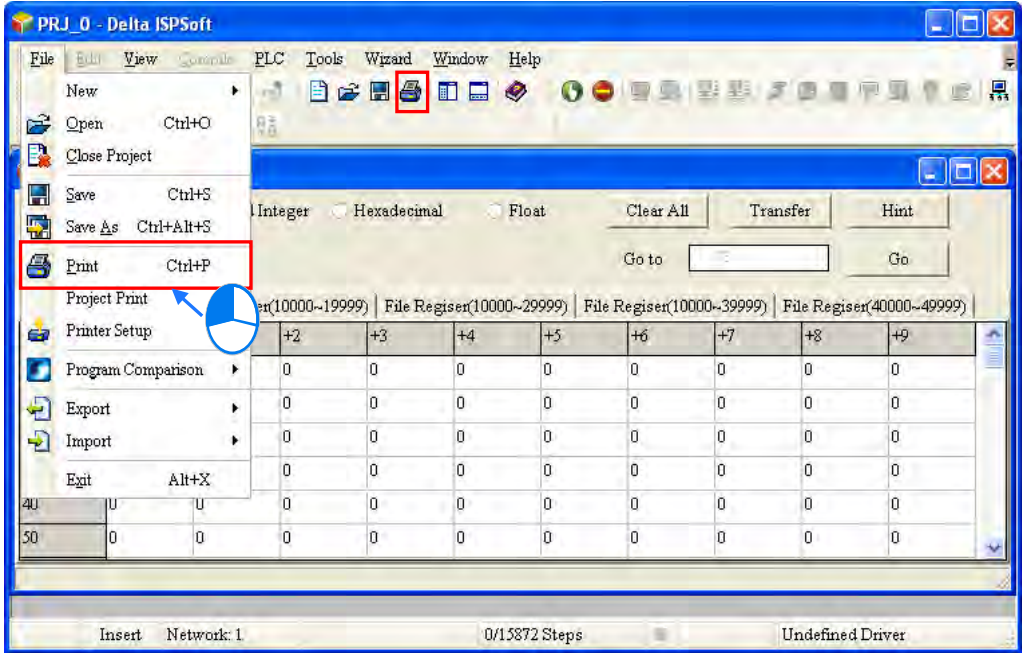 PRJ_0 - Delta ISPSoft
File Edit View Compile PLC Tools Wizard Window Help
New
Open Ctrl+O
Close Project
Save Ctrl+S
Save As Ctrl+Alt+S
Print Ctrl+P
Project Print
Printer Setup
Program Comparison
Export
Import
Exit Alt+X
Integer Hexadecimal Float Clear All Transfer Hint
Go to Go
(10000~19999) File Regiser(10000~29999) File Regiser(10000~39999) File Regiser(40000~49999)
+2 +3 +4 +5 +6 +7 +8 +9
0 0 0 0 0 0 0 0
0 0 0 0 0 0 0 0
0 0 0 0 0 0 0 0
0 0 0 0 0 0 0 0
40 0 0 0 0 0 0 0 0 0 0
50 0 0 0 0 0 0 0 0 0 0
Insert Network: 1 0/15872 Steps Undefined Driver